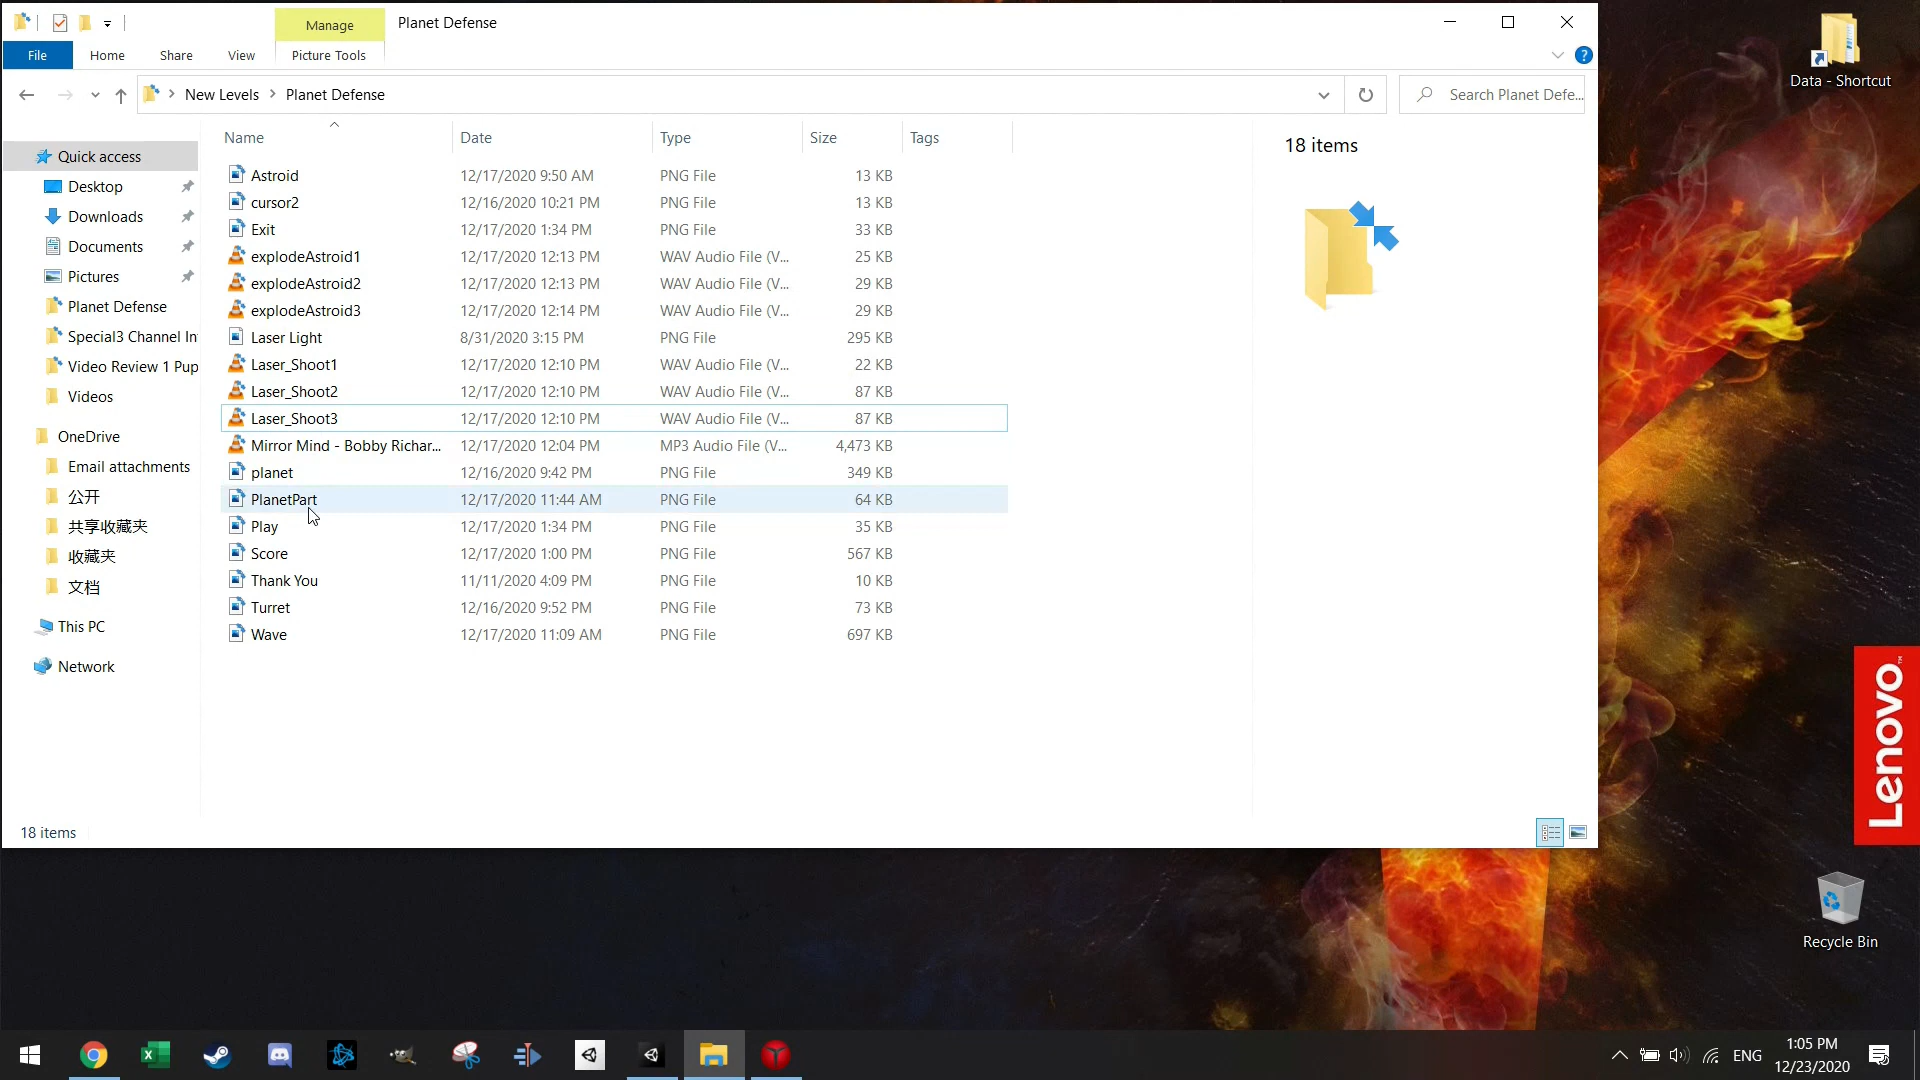 Manage
Planet Defense
File
Home
Share
View
Picture Tools
New Levels
Planet Defense
Search Planet Defe...
Data - Shortcut
Name
Date
Type
Size
Tags
18 items
Quick access
Desktop
Downloads
Documents
Pictures
Planet Defense
Special3 Channel In
Video Review 1 Pup
Videos
OneDrive
Email attachments
公开
共享收藏夹
收藏夹
文档
This PC
Network
Astroid 12/17/2020 9:50 AM PNG File 13 KB
cursor2 12/16/2020 10:21 PM PNG File 13 KB
Exit 12/17/2020 1:34 PM PNG File 33 KB
explodeAstroid1 12/17/2020 12:13 PM WAV Audio File (V... 25 KB
explodeAstroid2 12/17/2020 12:13 PM WAV Audio File (V... 29 KB
explodeAstroid3 12/17/2020 12:14 PM WAV Audio File (V... 29 KB
Laser Light 8/31/2020 3:15 PM PNG File 295 KB
Laser_Shoot1 12/17/2020 12:10 PM WAV Audio File (V... 22 KB
Laser_Shoot2 12/17/2020 12:10 PM WAV Audio File (V... 87 KB
Laser_Shoot3 12/17/2020 12:10 PM WAV Audio File (V... 87 KB
Mirror Mind - Bobby Richar... 12/17/2020 12:04 PM MP3 Audio File (V... 4,473 KB
planet 12/16/2020 9:42 PM PNG File 349 KB
PlanetPart 12/17/2020 11:44 AM PNG File 64 KB
Play 12/17/2020 1:34 PM PNG File 35 KB
Score 12/17/2020 1:00 PM PNG File 567 KB
Thank You 11/11/2020 4:09 PM PNG File 10 KB
Turret 12/16/2020 9:52 PM PNG File 73 KB
Wave 12/17/2020 11:09 AM PNG File 697 KB
18 items
Lenovo™
Recycle Bin
ENG
1:05 PM
12/23/2020